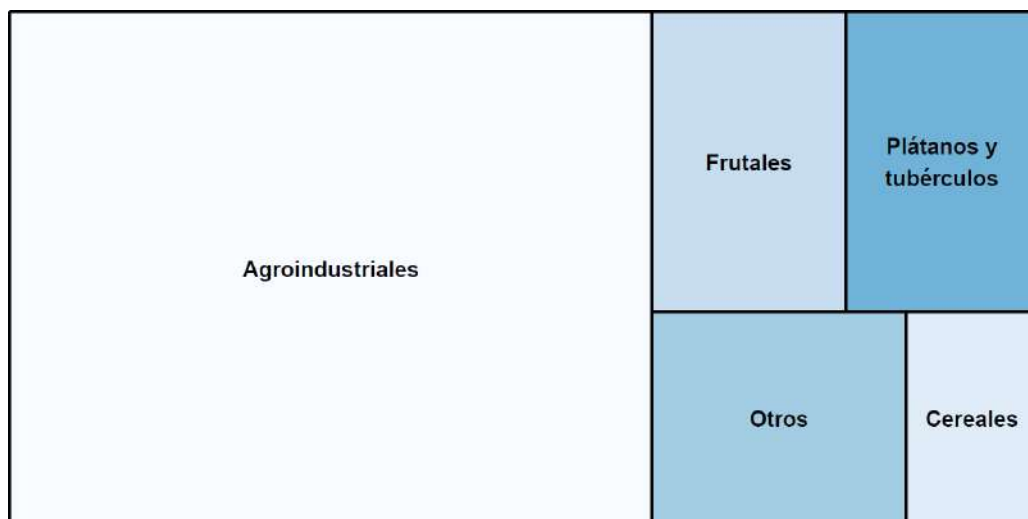 Agroindustriales
Frutales
Plátanos y
tubérculos
Otros
Cereales